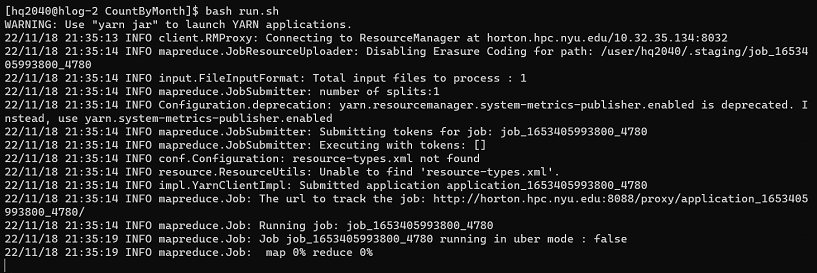 [hq2040@hlog-2 CountByMonth]$ bash run.sh
WARNING: Use "yarn jar" to launch YARN applications.
22/11/18 21:35:13 INFO client.RMProxy: Connecting to ResourceManager at horton.hpc.nyu.edu/10.32.35.134:8032
22/11/18 21:35:14 INFO mapreduce.JobResourceUploader: Disabling Erasure Coding for path: /user/hq2040/.staging/job_16534
05993800_4780
22/11/18 21:35:14 INFO input.FileInputFormat: Total input files to process : 1
22/11/18 21:35:14 INFO mapreduce.JobSubmitter: number of splits:1
22/11/18 21:35:14 INFO Configuration.deprecation: yarn.resourcemanager.system-metrics-publisher.enabled is deprecated. I
nstead, use yarn.system-metrics-publisher.enabled
22/11/18 21:35:14 INFO mapreduce.JobSubmitter: Submitting tokens for job: job_1653405993800_4780
22/11/18 21:35:14 INFO mapreduce.JobSubmitter: Executing with tokens: []
22/11/18 21:35:14 INFO conf.Configuration: resource-types.xml not found
22/11/18 21:35:14 INFO resource.ResourceUtils: Unable to find 'resource-types.xml'.
22/11/18 21:35:14 INFO impl.YarnClientImpl: Submitted application application_1653405993800_4780
22/11/18 21:35:14 INFO mapreduce.Job: The url to track the job: http://horton.hpc.nyu.edu:8088/proxy/application_1653405
993800_4780/
22/11/18 21:35:14 INFO mapreduce.Job: Running job: job_1653405993800_4780
22/11/18 21:35:19 INFO mapreduce.Job: Job job_1653405993800_4780 running in uber mode : false
22/11/18 21:35:19 INFO mapreduce.Job:  map 0% reduce 0%